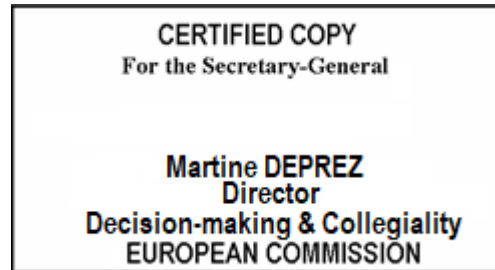 CERTIFIED COPY
For the Secretary-General
Martine DEPREZ
Director
Decision-making & Collegiality
EUROPEAN COMMISSION